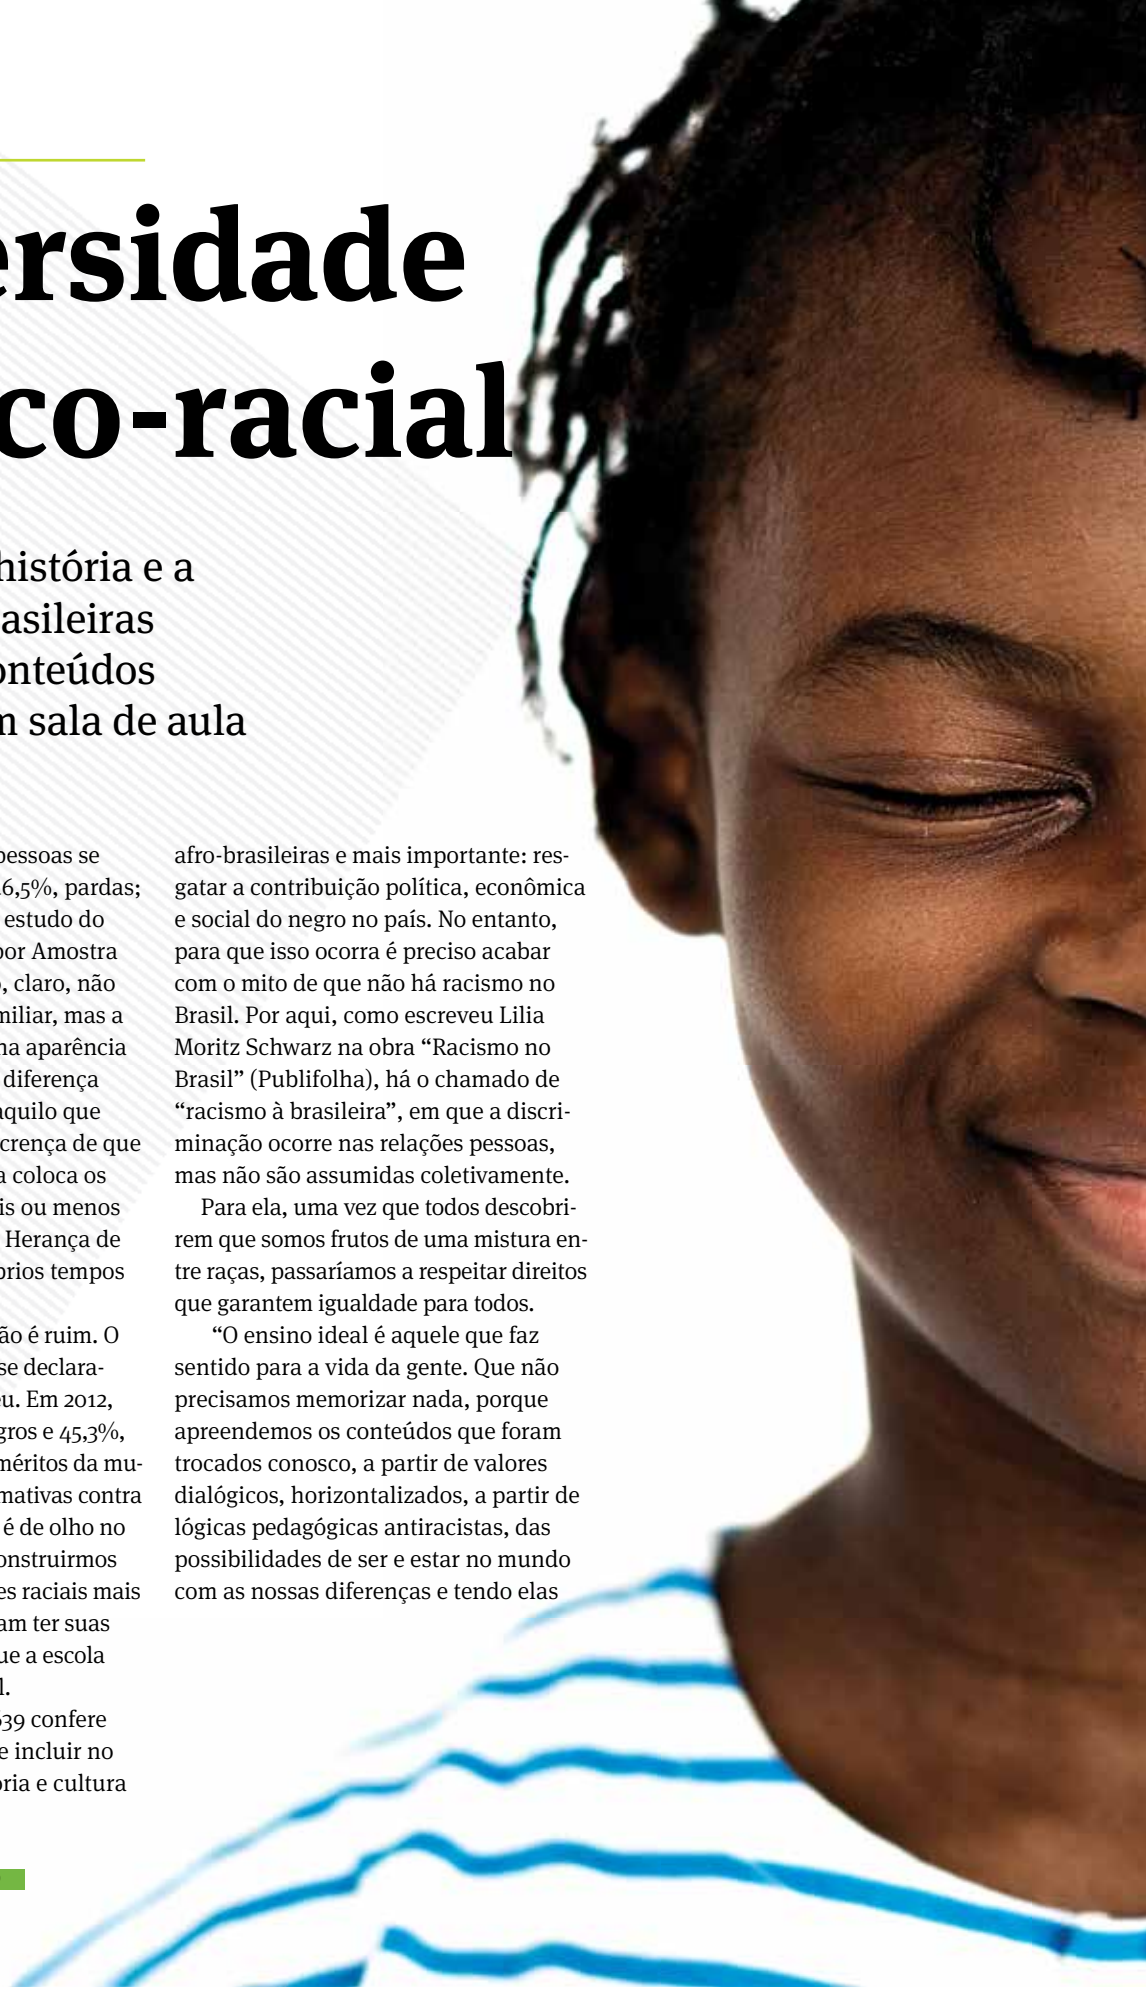 ersidade
co-racial
história e a
asileiras
onteúdos
m sala de aula
pessoas se
6,5%, pardas;
estudo do
por Amostra
, claro, não
miliar, mas a
na aparência
diferença
aquilo que
crença de que
a coloca os
is ou menos
Herança de
prios tempos
ão é ruim. O
se declara-
eu. Em 2012,
gros e 45,3%,
méritos da mu-
mativas contra
é de olho no
onstruirmos
es raciais mais
am ter suas
ue a escola
l.
639 confere
e incluir no
ória e cultura
afro-brasileiras e mais importante: res-
gatar a contribuição política, econômica
e social do negro no país. No entanto,
para que isso ocorra é preciso acabar
com o mito de que não há racismo no
Brasil. Por aqui, como escreveu Lilia
Moritz Schwarz na obra “Racismo no
Brasil” (Publifolha), há o chamado de
“racismo à brasileira”, em que a discri-
minação ocorre nas relações pessoas,
mas não são assumidas coletivamente.
Para ela, uma vez que todos descobri-
rem que somos frutos de uma mistura en-
tre raças, passaríamos a respeitar direitos
que garantem igualdade para todos.
“O ensino ideal é aquele que faz
sentido para a vida da gente. Que não
precisamos memorizar nada, porque
apreendemos os conteúdos que foram
trocados conosco, a partir de valores
dialógicos, horizontalizados, a partir de
lógicas pedagógicas antiracistas, das
possibilidades de ser e estar no mundo
com as nossas diferenças e tendo elas